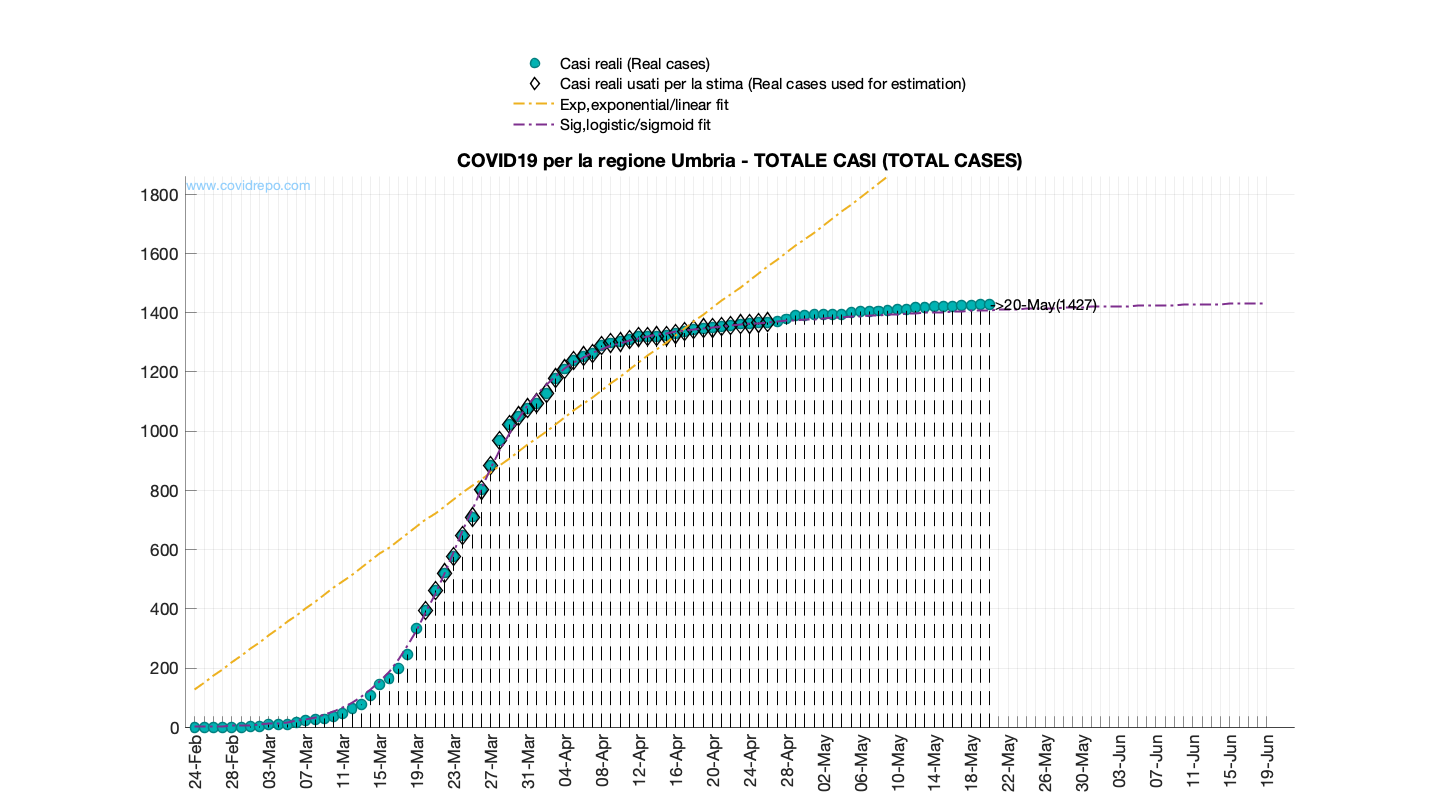 Casi reali (Real cases)
Casi reali usati per la stima (Real cases used for estimation)
Exp,exponential/linear fit
Sig,logistic/sigmoid fit
COVID19 per la regione Umbria - TOTALE CASI (TOTAL CASES)
www.covidrepo.com
1800
1600
1400
1200
1000
800
600
400
200
0
->20-May(1427)
24-Feb
28-Feb
03-Mar
07-Mar
11-Mar
15-Mar
19-Mar
23-Mar
27-Mar
31-Mar
04-Apr
08-Apr
12-Apr
16-Apr
20-Apr
24-Apr
28-Apr
02-May
06-May
10-May
14-May
18-May
22-May
26-May
30-May
03-Jun
07-Jun
11-Jun
15-Jun
19-Jun